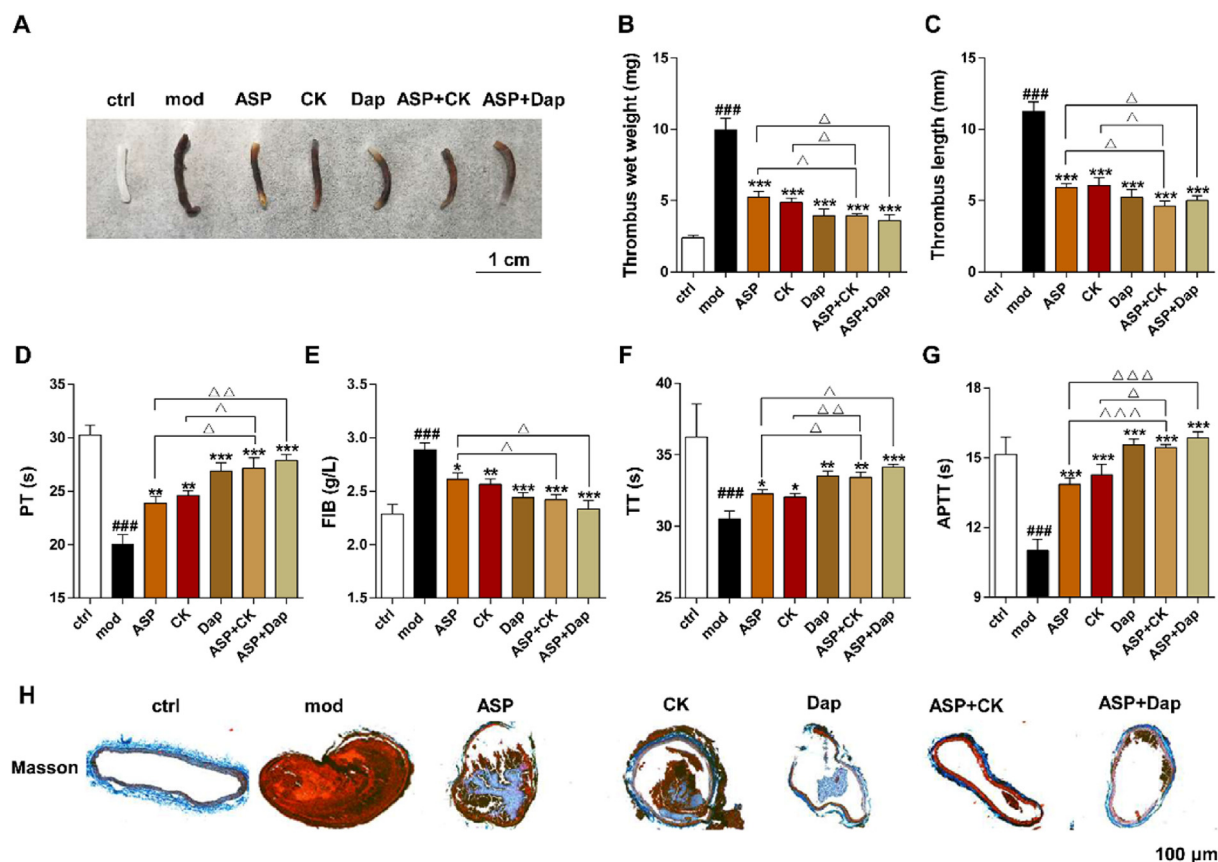 A
ctrl mod ASP CK Dap ASP+CK ASP+Dap
1 cm
B
Thrombus wet weight (mg)
15
10
5
0
###
***
***
***
***
***
△
△
△
ctrl mod ASP CK Dap ASP+CK ASP+Dap
C
Thrombus length (mm)
15
10
5
0
###
***
***
***
***
***
△
△
△
ctrl mod ASP CK Dap ASP+CK ASP+Dap
D
PT (s)
35
30
25
20
15
###
**
**
***
***
***
△ △
△
△
ctrl mod ASP CK Dap ASP+CK ASP+Dap
E
FIB (g/L)
3.5
3.0
2.5
2.0
1.5
###
*
**
***
***
***
△
△
ctrl mod ASP CK Dap ASP+CK ASP+Dap
F
TT (s)
40
36
32
25
###
*
*
**
**
***
△
△ △
△
ctrl mod ASP CK Dap ASP+CK ASP+Dap
G
APTT (s)
18
15
12
9
###
***
***
***
***
***
△ △ △
△
△ △ △
ctrl mod ASP CK Dap ASP+CK ASP+Dap
H
ctrl mod ASP CK Dap ASP+CK ASP+Dap
Masson
100 μm